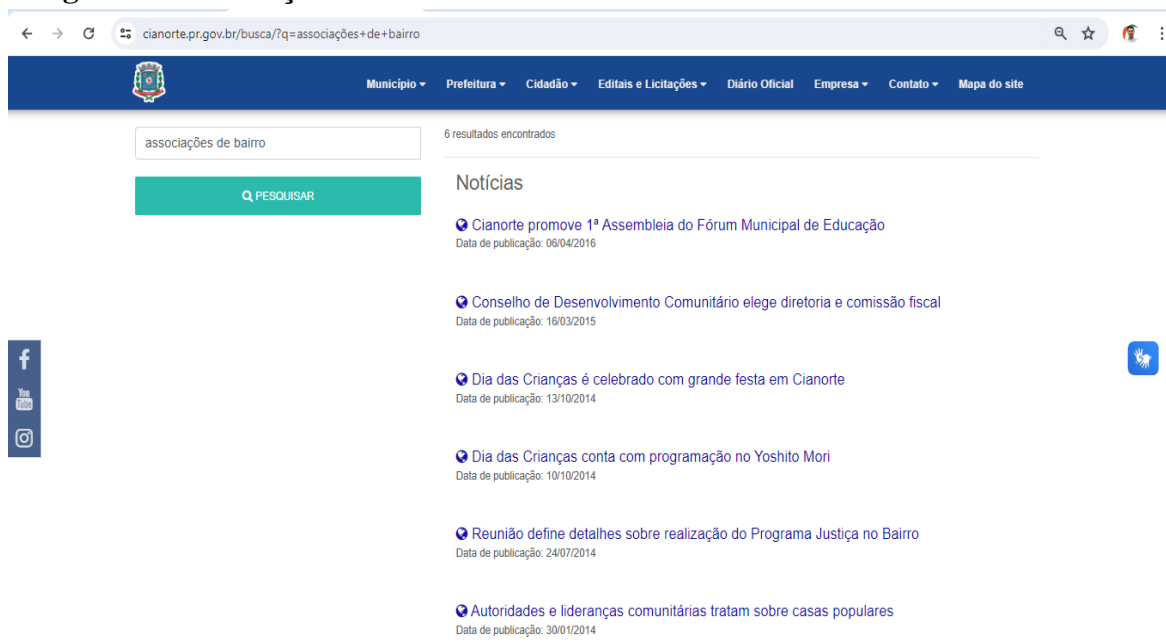 cianorte.pr.gov.br/busca/?q=associações+de+bairro
Município
Prefeitura
Cidadão
Editais e Licitações
Diário Oficial
Empresa
Contato
Mapa do site
associações de bairro
PESQUISAR
6 resultados encontrados
Notícias
Cianorte promove 1ª Assembleia do Fórum Municipal de Educação
Data de publicação: 06/04/2016
Conselho de Desenvolvimento Comunitário elege diretoria e comissão fiscal
Data de publicação: 16/03/2015
Dia das Crianças é celebrado com grande festa em Cianorte
Data de publicação: 13/10/2014
Dia das Crianças conta com programação no Yoshito Mori
Data de publicação: 10/10/2014
Reunião define detalhes sobre realização do Programa Justiça no Bairro
Data de publicação: 24/07/2014
Autoridades e lideranças comunitárias tratam sobre casas populares
Data de publicação: 30/01/2014
You
Tube